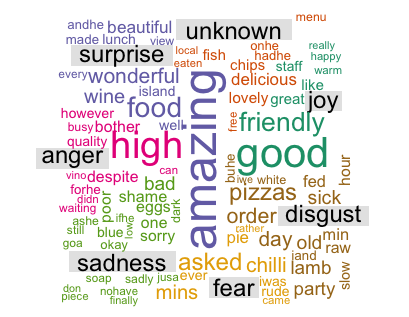 menu
andhe beautiful unknown
made lunch view local fish onhe really
surprise eaten hadhe happy
every wonderful chips staff warm
wine island delicious like
food lovely great joy
however well free friendly
busy bother
quality high amazing good
anger can
vino despite buhe iwe white fed hour
forhe bad pizzas sick
didn poor shame
waiting eggs dark order disgust
ashe ifhe rather
still blue low one pie day old min
goa okay sorry raw
sadness asked chilli jand lamb slow
soap sadly jusa ever iwas
don nohave mins fear rude party
piece finally came